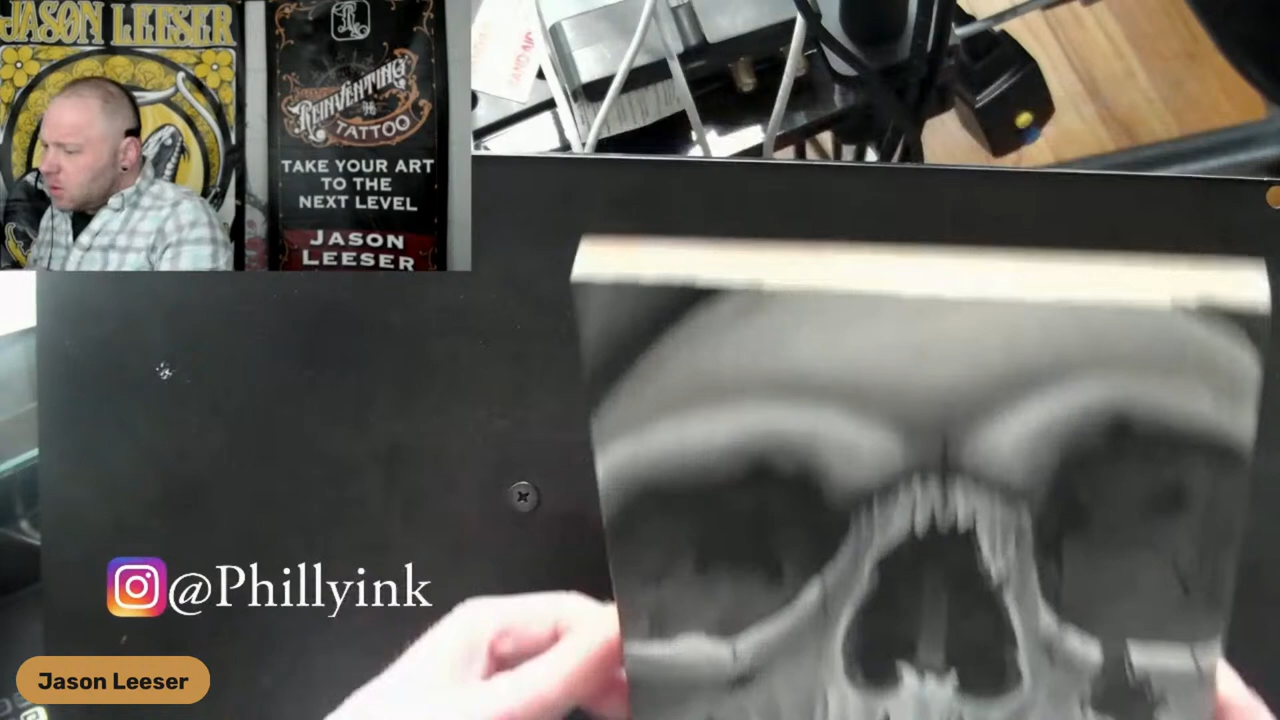 JASON LEESER
REINVENTING
TATTOO
TAKE YOUR ART
TO THE
NEXT LEVEL
JASON
LEESER
@Phillyink
Jason Leeser